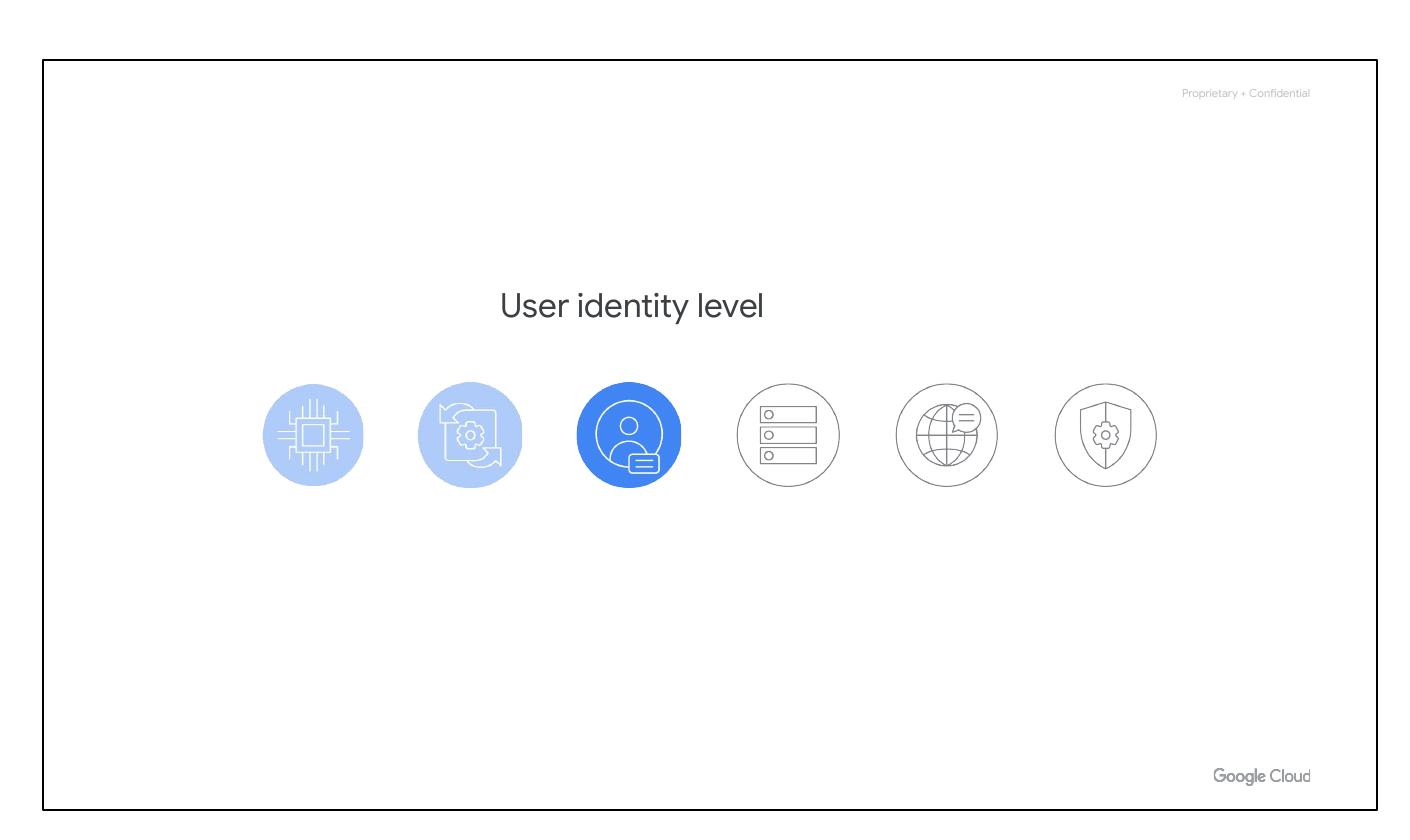 Proprietary + Confidential
User identity level
Google Cloud